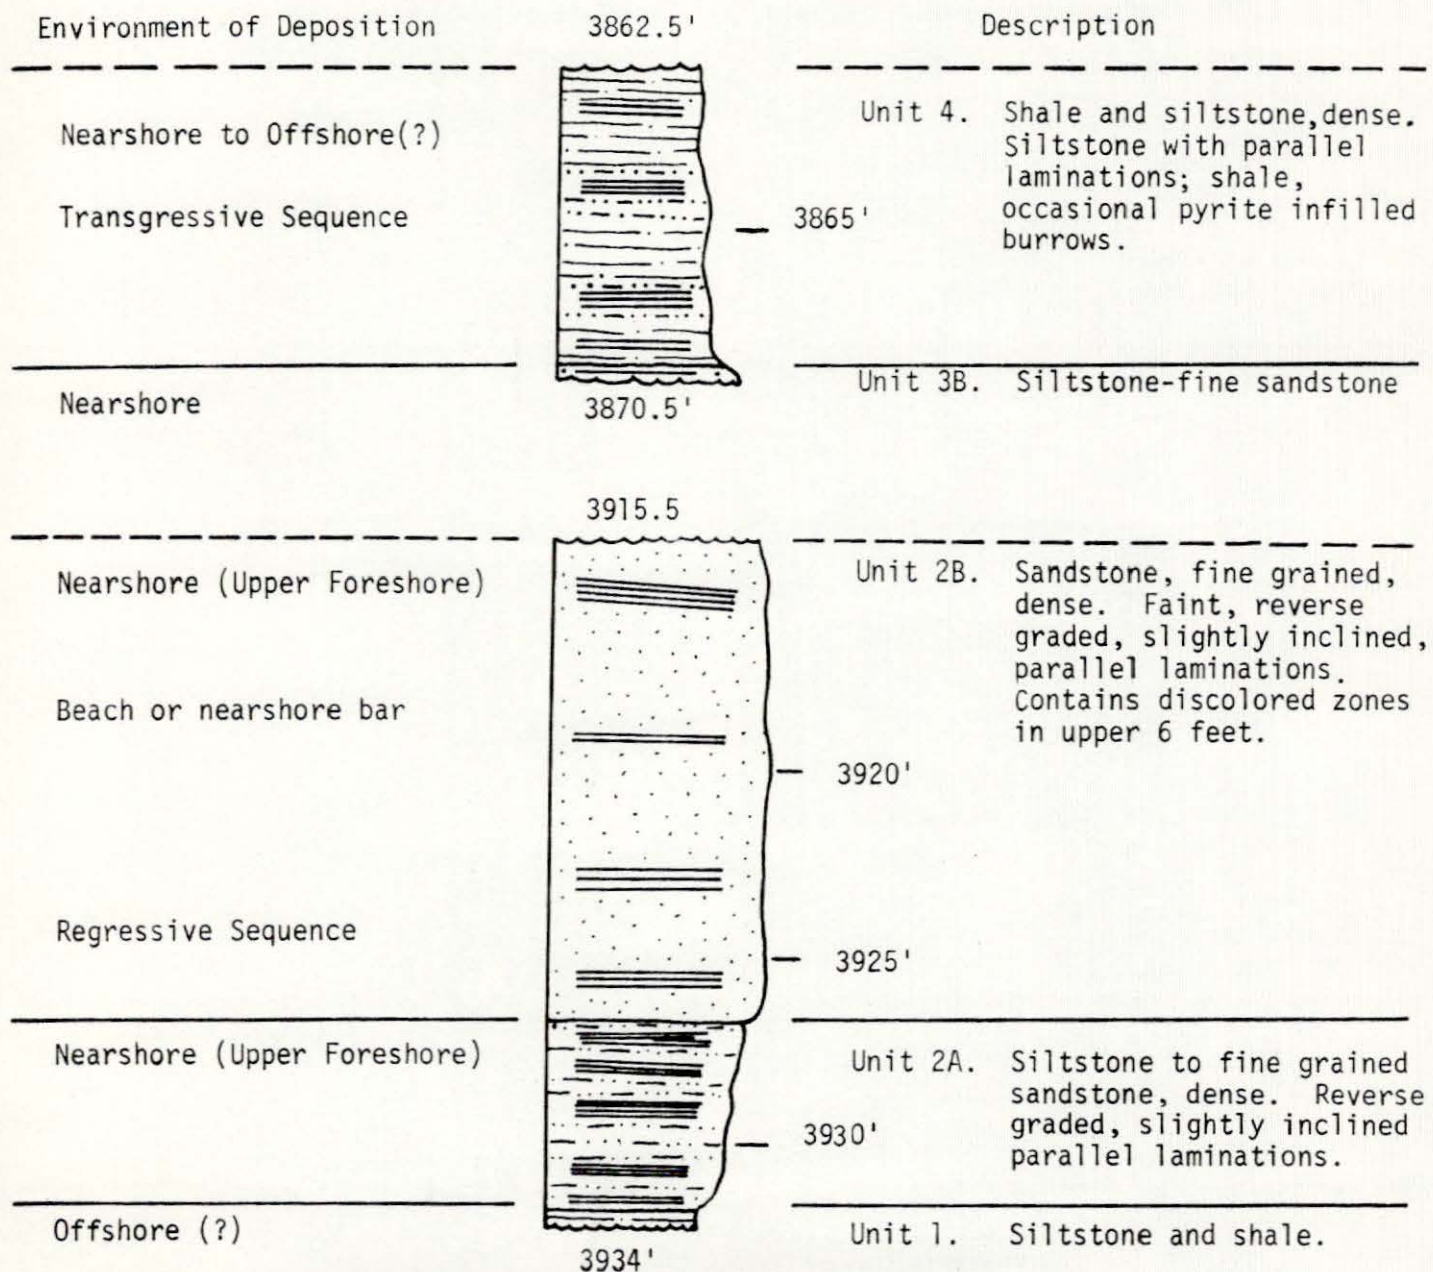 Environment of Deposition 3862.5' Description
Nearshore to Offshore(?)
Transgressive Sequence
3865'
Unit 4. Shale and siltstone,dense.
Siltstone with parallel
laminations; shale,
occasional pyrite infilled
burrows.
Nearshore
3870.5'
Unit 3B. Siltstone-fine sandstone
3915.5
Nearshore (Upper Foreshore)
Beach or nearshore bar
Regressive Sequence
3920'
3925'
Unit 2B. Sandstone, fine grained,
dense. Faint, reverse
graded, slightly inclined,
parallel laminations.
Contains discolored zones
in upper 6 feet.
Nearshore (Upper Foreshore)
3930'
Unit 2A. Siltstone to fine grained
sandstone, dense. Reverse
graded, slightly inclined
parallel laminations.
Offshore (?)
3934'
Unit 1. Siltstone and shale.